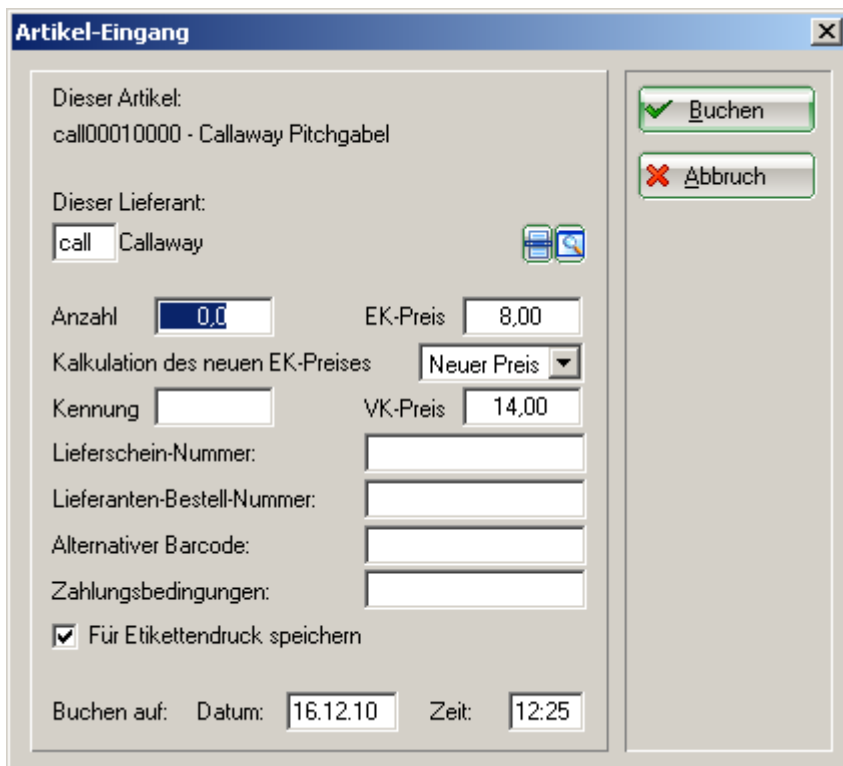 Artikel-Eingang
Dieser Artikel:
call00010000 - Callaway Pitchgabel
Dieser Lieferant:
call Callaway
Anzahl 0,0 EK-Preis 8,00
Kalkulation des neuen EK-Preises Neuer Preis
Kennung VK-Preis 14,00
Lieferschein-Nummer:
Lieferanten-Bestell-Nummer:
Alternativer Barcode:
Zahlungsbedingungen:
Für Etikettendruck speichern
Buchen auf: Datum: 16.12.10 Zeit: 12:25
Buchen
Abbruch